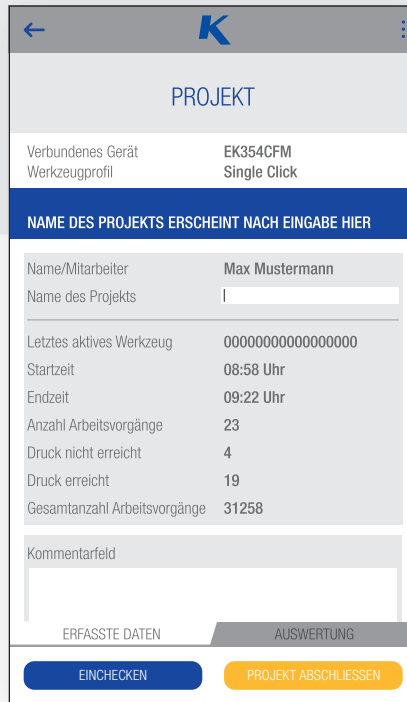 K
PROJEKT
Verbundenes Gerät EK354CFM
Werkzeugprofil Single Click
NAME DES PROJEKTS ERSCHEINT NACH EINGABE HIER
Name/Mitarbeiter Max Mustermann
Name des Projekts
Letztes aktives Werkzeug 00000000000000000
Startzeit 08:58 Uhr
Endzeit 09:22 Uhr
Anzahl Arbeitsvorgänge 23
Druck nicht erreicht 4
Druck erreicht 19
Gesamtanzahl Arbeitsvorgänge 31258
Kommentarfeld
ERFASSTE DATEN AUSWERTUNG
EINCHECKEN PROJEKT ABSCHLIESSEN